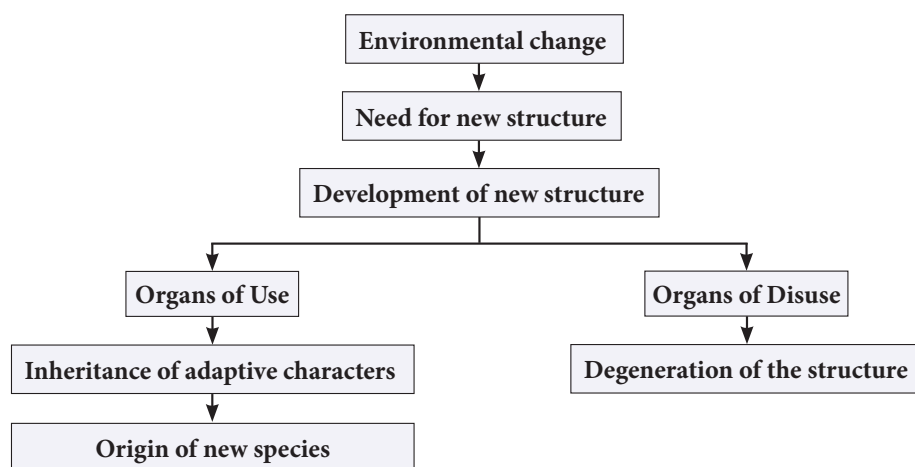 Environmental change
Need for new structure
Development of new structure
Organs of Use
Organs of Disuse
Inheritance of adaptive characters
Degeneration of the structure
Origin of new species